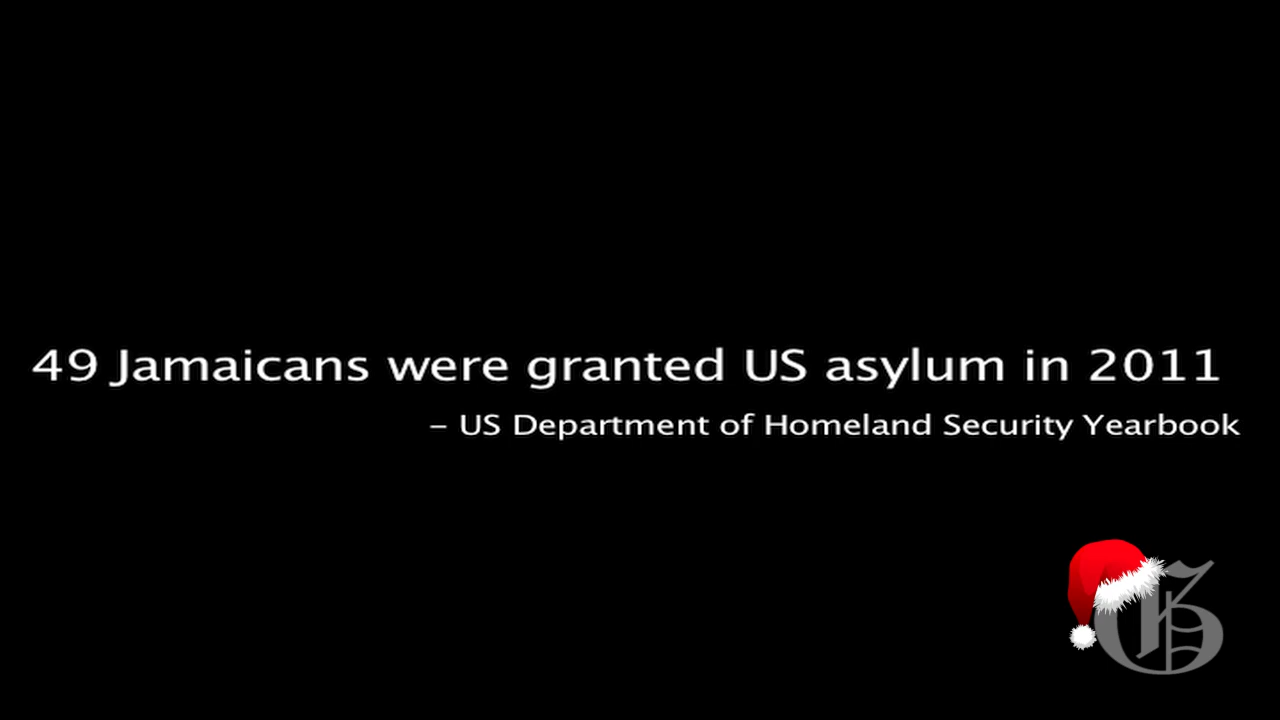 49 Jamaicans were granted US asylum in 2011
– US Department of Homeland Security Yearbook
G